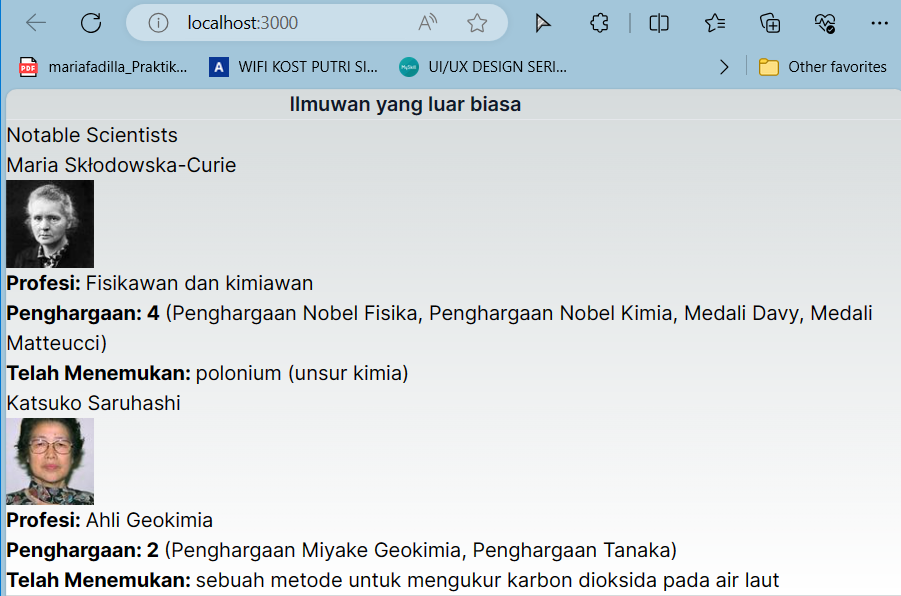 localhost:3000
A
PDF
mariafadilla_Praktik...
A
WIFI KOST PUTRI SI...
MySkill
UI/UX DESIGN SERI...
Other favorites
Ilmuwan yang luar biasa
Notable Scientists
Maria Skłodowska-Curie
Profesi: Fisikawan dan kimiawan
Penghargaan: 4 (Penghargaan Nobel Fisika, Penghargaan Nobel Kimia, Medali Davy, Medali
Matteucci)
Telah Menemukan: polonium (unsur kimia)
Katsuko Saruhashi
Profesi: Ahli Geokimia
Penghargaan: 2 (Penghargaan Miyake Geokimia, Penghargaan Tanaka)
Telah Menemukan: sebuah metode untuk mengukur karbon dioksida pada air laut